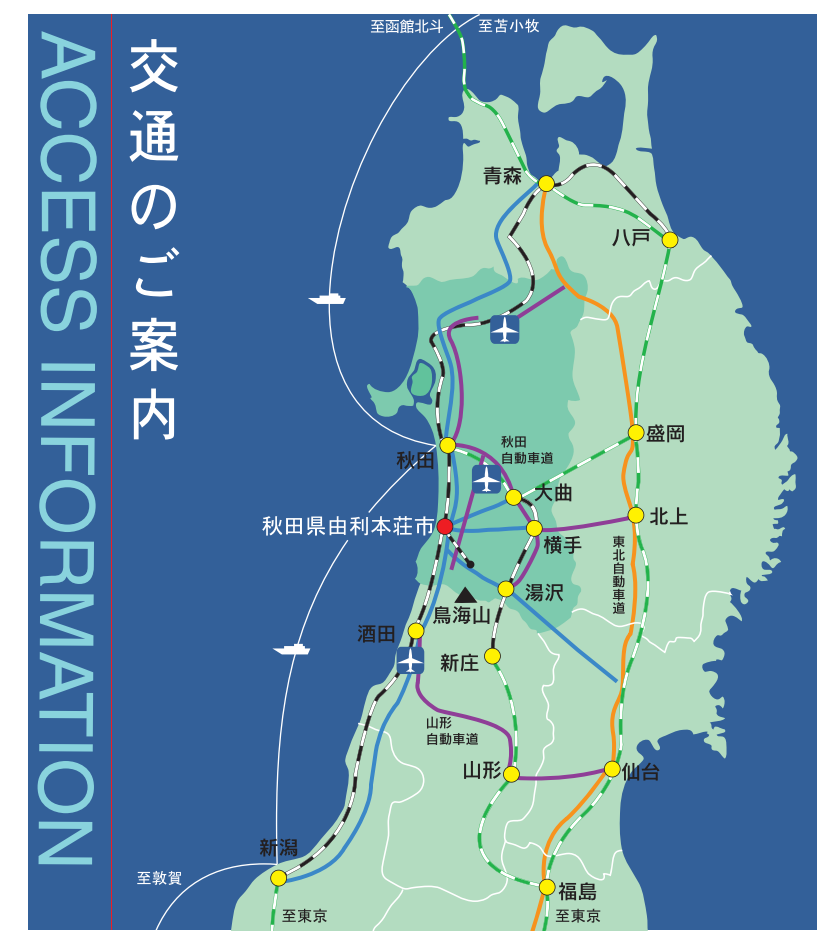 ACCESS INFORMATION
交通のご案内
至函館北斗
至苫小牧
青森
八戸
盛岡
秋田
自動車道
秋田
大曲
北上
秋田県由利本荘市
横手
東北自動車道
湯沢
鳥海山
酒田
新庄
山形
自動車道
山形
仙台
新潟
至敦賀
福島
至東京
至東京